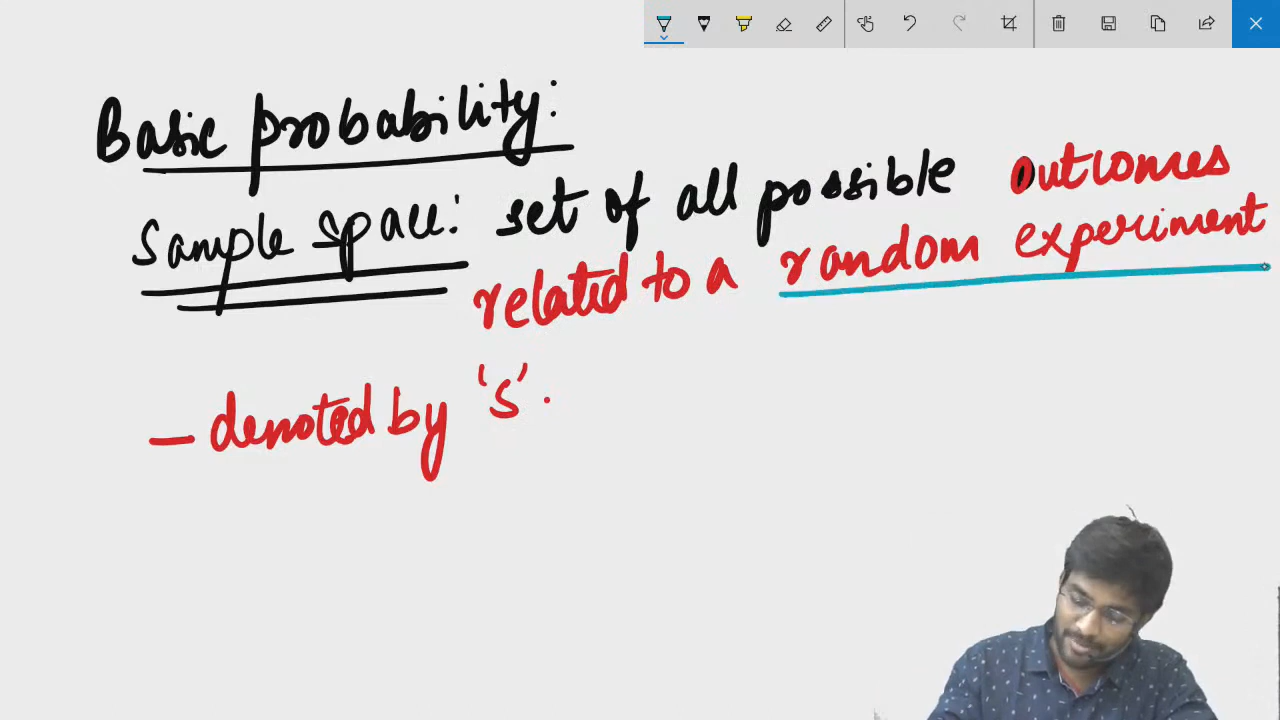 Basic probability:
Sample space: set of all possible outcomes
related to a random experiment
– denoted by 's'.